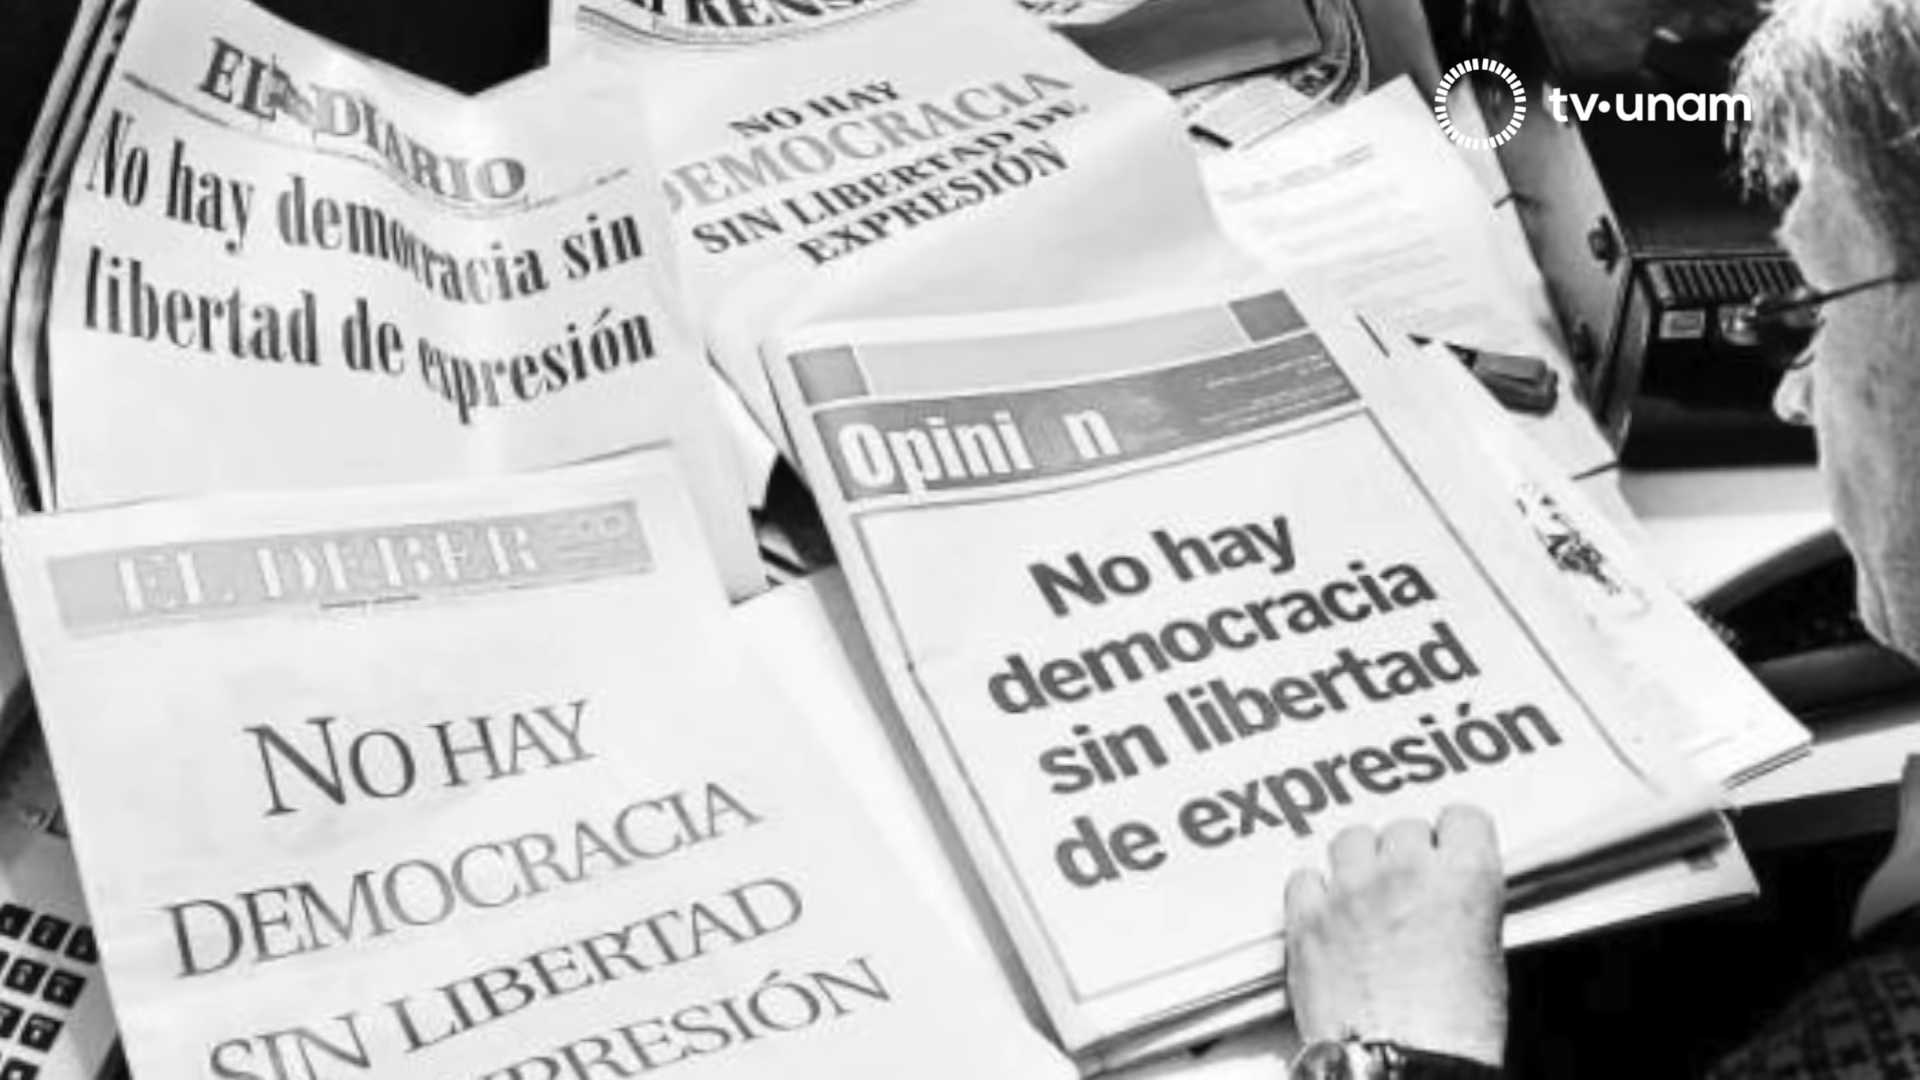 EL DIARIO
No hay democracia sin
libertad de expresión
NO HAY
DEMOCRACIA
SIN LIBERTAD DE
EXPRESIÓN
tv·unam
Opini n
No hay
democracia
sin libertad
de expresión
EL DEBER
NO HAY
DEMOCRACIA
SIN LIBERTAD
PRESIÓN